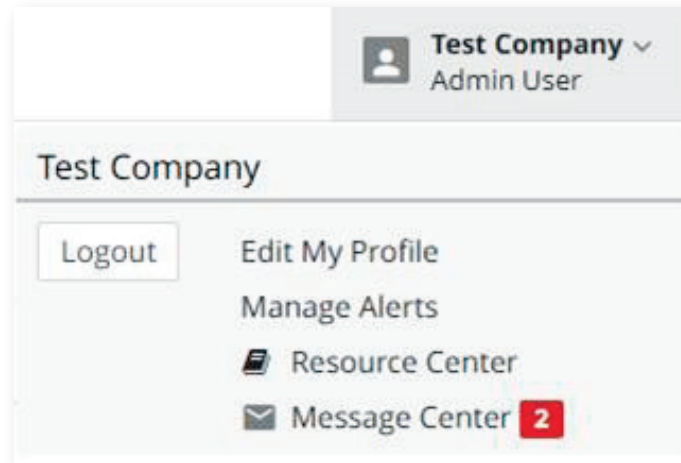 Test Company
Admin User
Test Company
Logout
Edit My Profile
Manage Alerts
Resource Center
Message Center 2